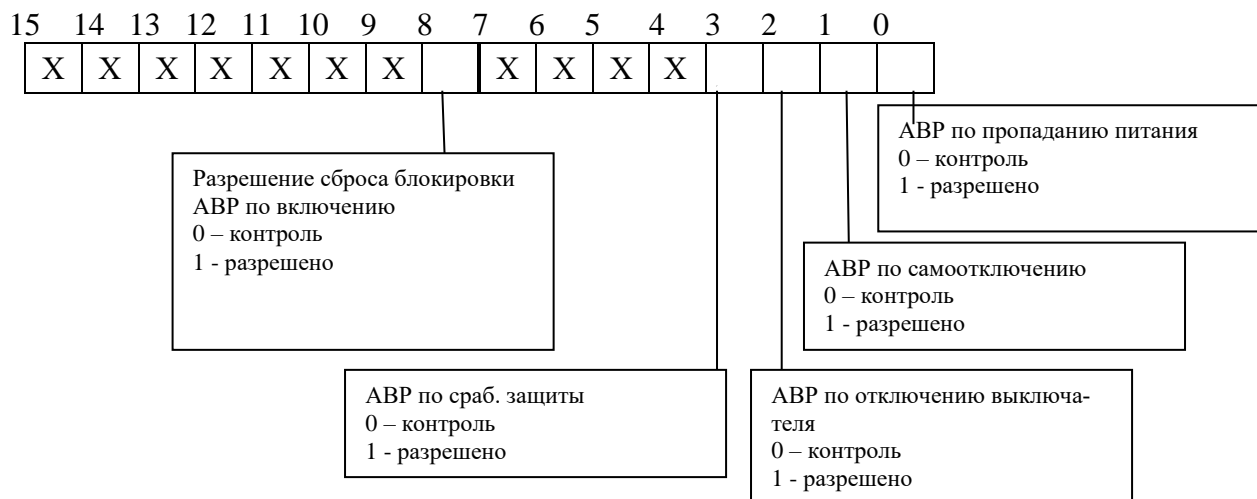 15 14 13 12 11 10 9 8 7 6 5 4 3 2 1 0
X X X X X X X X X X X
АВР по пропаданию питания
0 – контроль
1 - разрешено
Разрешение сброса блокировки
АВР по включению
0 – контроль
1 - разрешено
АВР по самоотключению
0 – контроль
1 - разрешено
АВР по сраб. защиты
0 – контроль
1 - разрешено
АВР по отключению выключа-
теля
0 – контроль
1 - разрешено